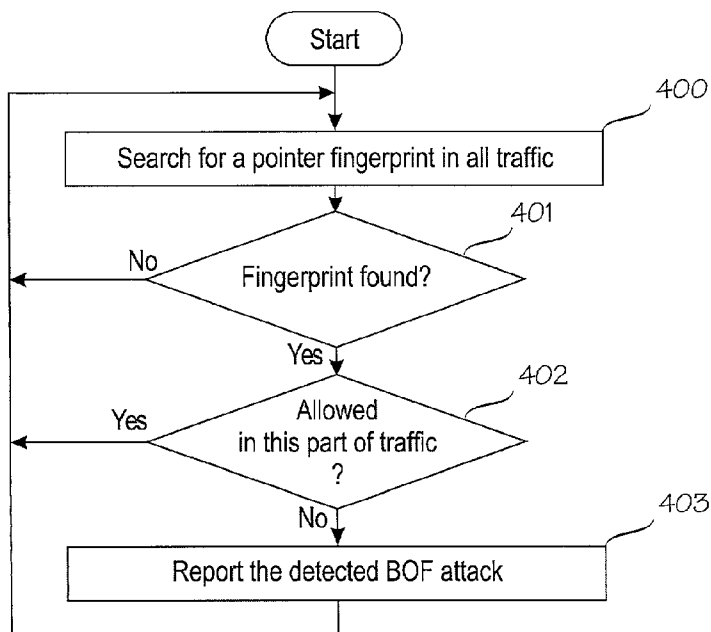 Start
400
Search for a pointer fingerprint in all traffic
401
No
Fingerprint found?
Yes
402
Yes
Allowed
in this part of traffic
?
No
403
Report the detected BOF attack